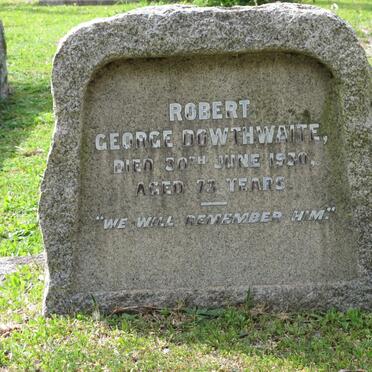 ROBERT
GEORGE DOWTHWAITE,
DIED 30TH JUNE 1930.
AGED 73 YEARS
"WE WILL REMEMBER HIM."